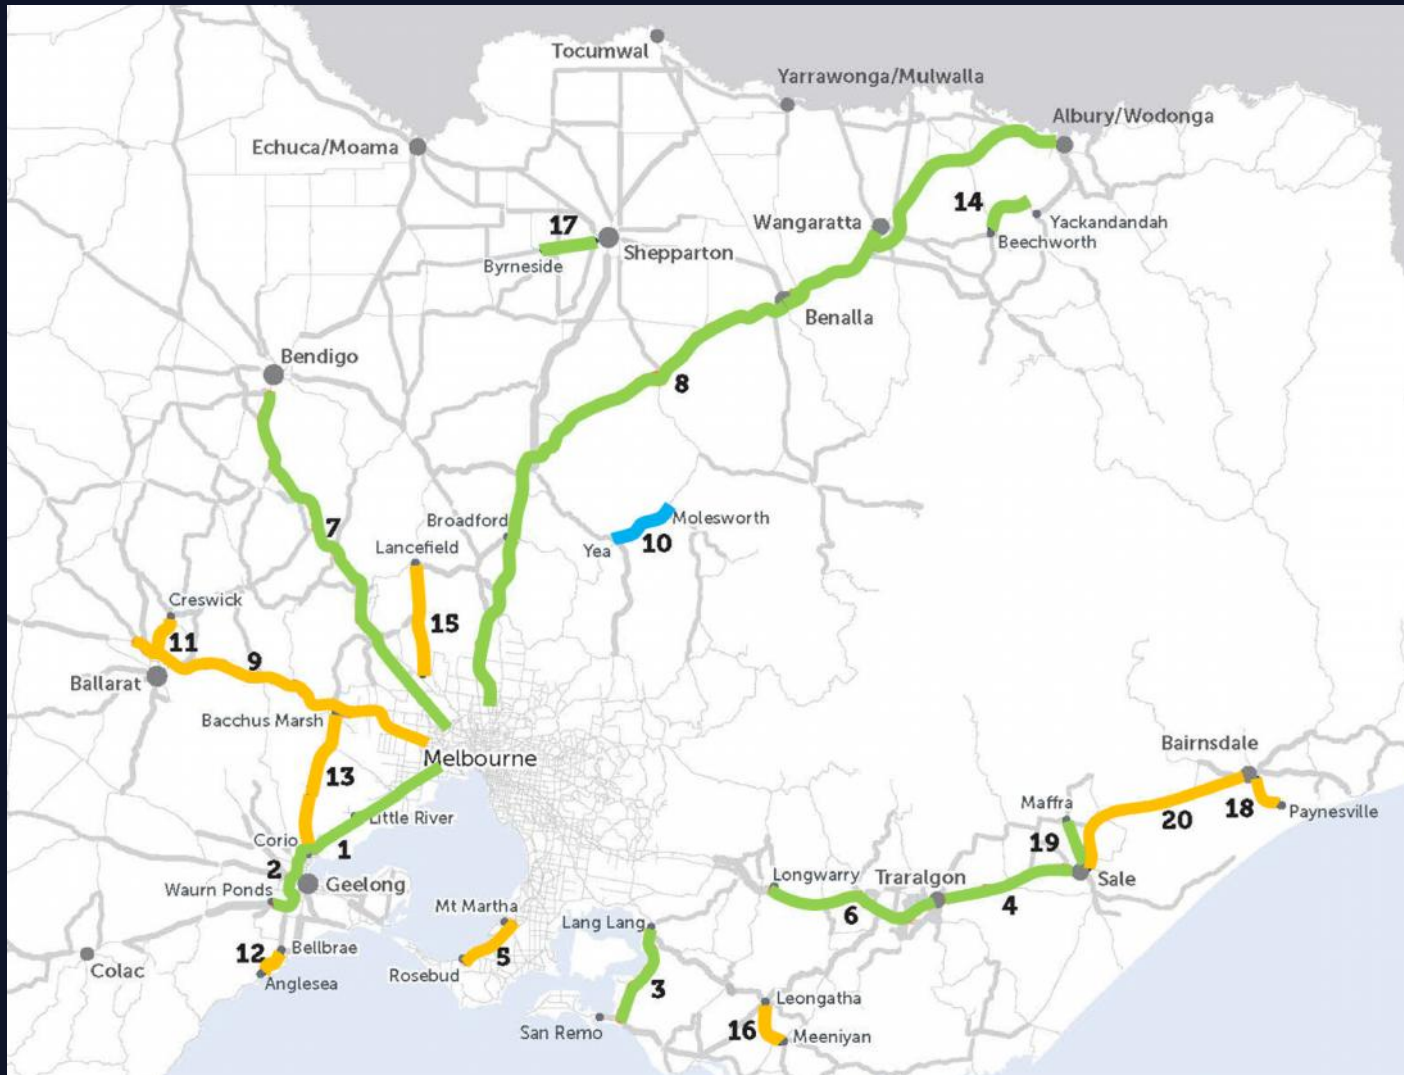 Tocumwal
Yarrawonga/Mulwalla
Albury/Wodonga
Echuca/Moama
14
17
Wangaratta
Yackandandah
Beechworth
Shepparton
Byrneside
Benalla
Bendigo
8
7
Broadford
Molesworth
Lancefield
Yea
10
Creswick
15
11
9
Ballarat
Bacchus Marsh
Melbourne
Bairnsdale
13
Maffra
18
Paynesville
20
Little River
Corio
1
19
2
Longwarry
Traralgon
Sale
Geelong
Waurn Ponds
4
Mt Martha
6
Lang Lang
12
Bellbrae
5
Colac
Rosebud
Anglesea
3
Leongatha
San Remo
16
Meeniyan